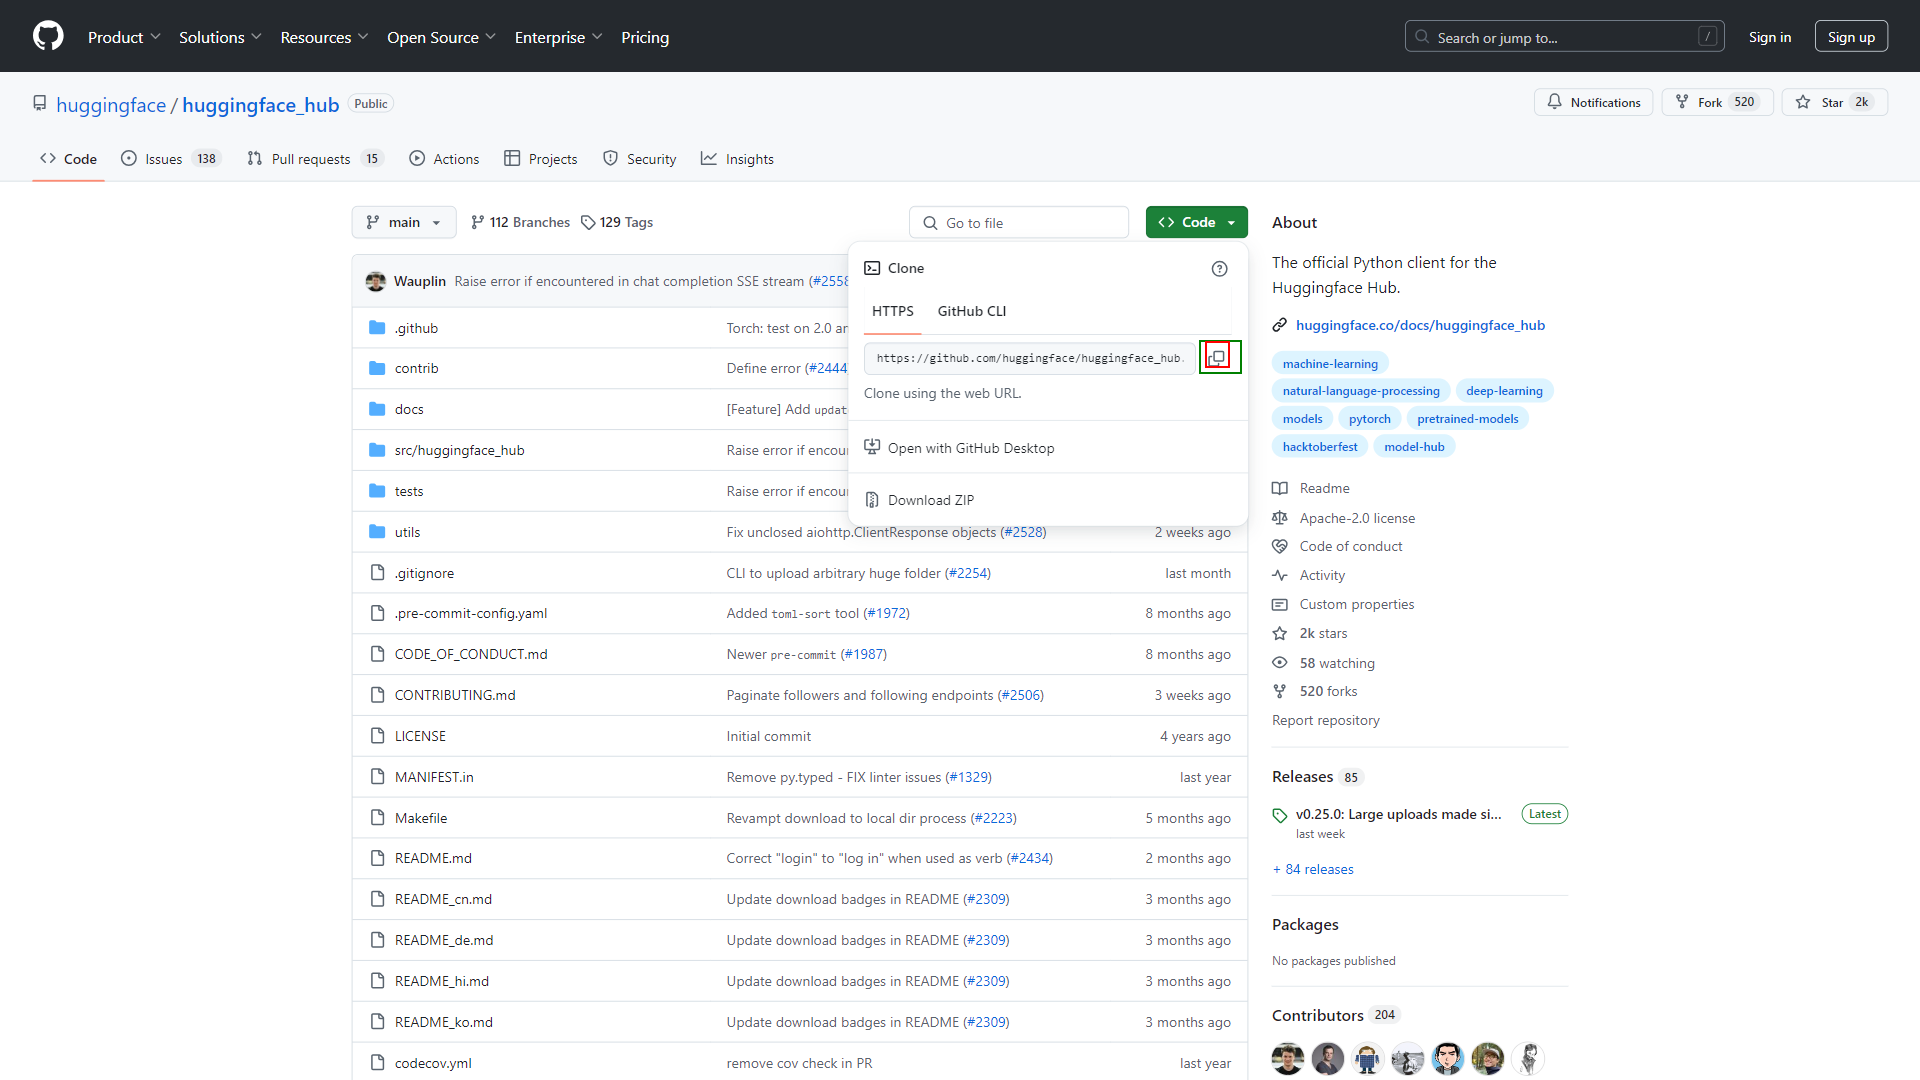 Product Solutions Resources Open Source Enterprise Pricing Search or jump to... / Sign in Sign up
huggingface / huggingface_hub Public Notifications Fork 520 Star 2k
Code Issues 138 Pull requests 15 Actions Projects Security Insights
main 112 Branches 129 Tags Go to file Code
Wauplin Raise error if encountered in chat completion SSE stream (#2558
.github Torch: test on 2.0 an
contrib Define error (#2444
docs [Feature] Add updat
src/huggingface_hub Raise error if encou
tests Raise error if encou
utils Fix unclosed aiohttp.ClientResponse objects (#2528) 2 weeks ago
.gitignore CLI to upload arbitrary huge folder (#2254) last month
.pre-commit-config.yaml Added toml-sort tool (#1972) 8 months ago
CODE_OF_CONDUCT.md Newer pre-commit (#1987) 8 months ago
CONTRIBUTING.md Paginate followers and following endpoints (#2506) 3 weeks ago
LICENSE Initial commit 4 years ago
MANIFEST.in Remove py.typed - FIX linter issues (#1329) last year
Makefile Revampt download to local dir process (#2223) 5 months ago
README.md Correct "login" to "log in" when used as verb (#2434) 2 months ago
README_cn.md Update download badges in README (#2309) 3 months ago
README_de.md Update download badges in README (#2309) 3 months ago
README_hi.md Update download badges in README (#2309) 3 months ago
README_ko.md Update download badges in README (#2309) 3 months ago
codecov.yml remove cov check in PR last year
Clone
HTTPS GitHub CLI
https://github.com/huggingface/huggingface_hub.
Clone using the web URL.
Open with GitHub Desktop
Download ZIP
About
The official Python client for the
Huggingface Hub.
huggingface.co/docs/huggingface_hub
machine-learning
natural-language-processing deep-learning
models pytorch pretrained-models
hacktoberfest model-hub
Readme
Apache-2.0 license
Code of conduct
Activity
Custom properties
2k stars
58 watching
520 forks
Report repository
Releases 85
v0.25.0: Large uploads made si... Latest
last week
+ 84 releases
Packages
No packages published
Contributors 204